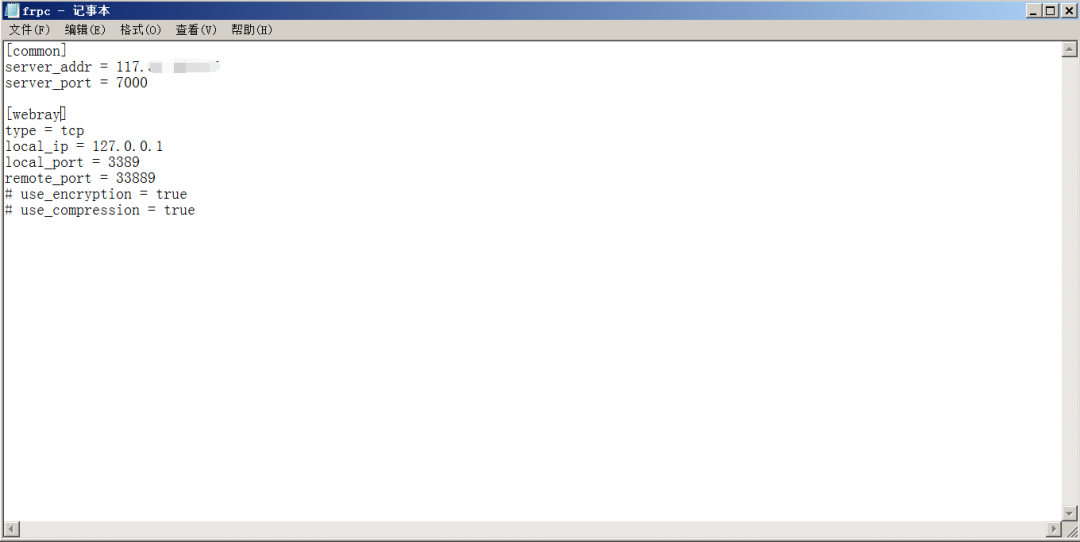 frpc - 记事本
文件(F) 编辑(E) 格式(O) 查看(V) 帮助(H)
[common]
server_addr = 117.
server_port = 7000
[webray]
type = tcp
local_ip = 127.0.0.1
local_port = 3389
remote_port = 33889
# use_encryption = true
# use_compression = true